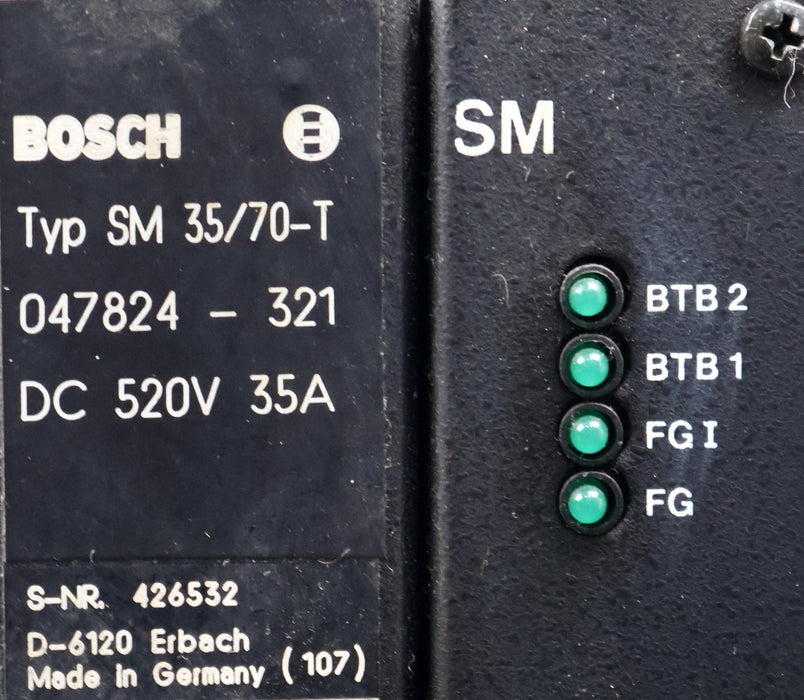 BOSCH
Typ SM 35/70-T
047824 - 321
DC 520V 35A
S-NR. 426532
D-6120 Erbach
Made in Germany (107)
SM
BTB 2
BTB 1
FG I
FG